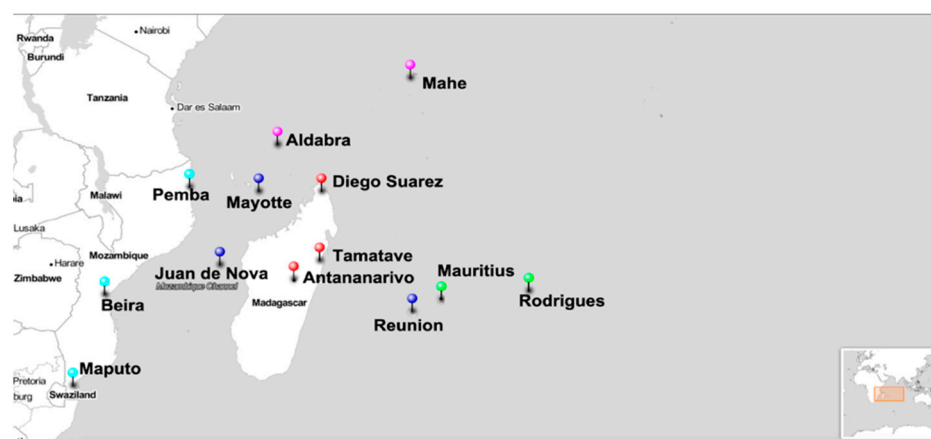 Nairobi
Rwanda
Burundi
Mahe
Tanzania
Dar es Salaam
Aldabra
Pemba
Mayotte
Diego Suarez
Malawi
Lusaka
Mozambique
Harare
Zimbabwe
Juan de Nova
Mozambique Channel
Tamatave
Antananarivo
Madagascar
Mauritius
Rodrigues
Reunion
Beira
Maputo
Pretoria
burg
Swaziland